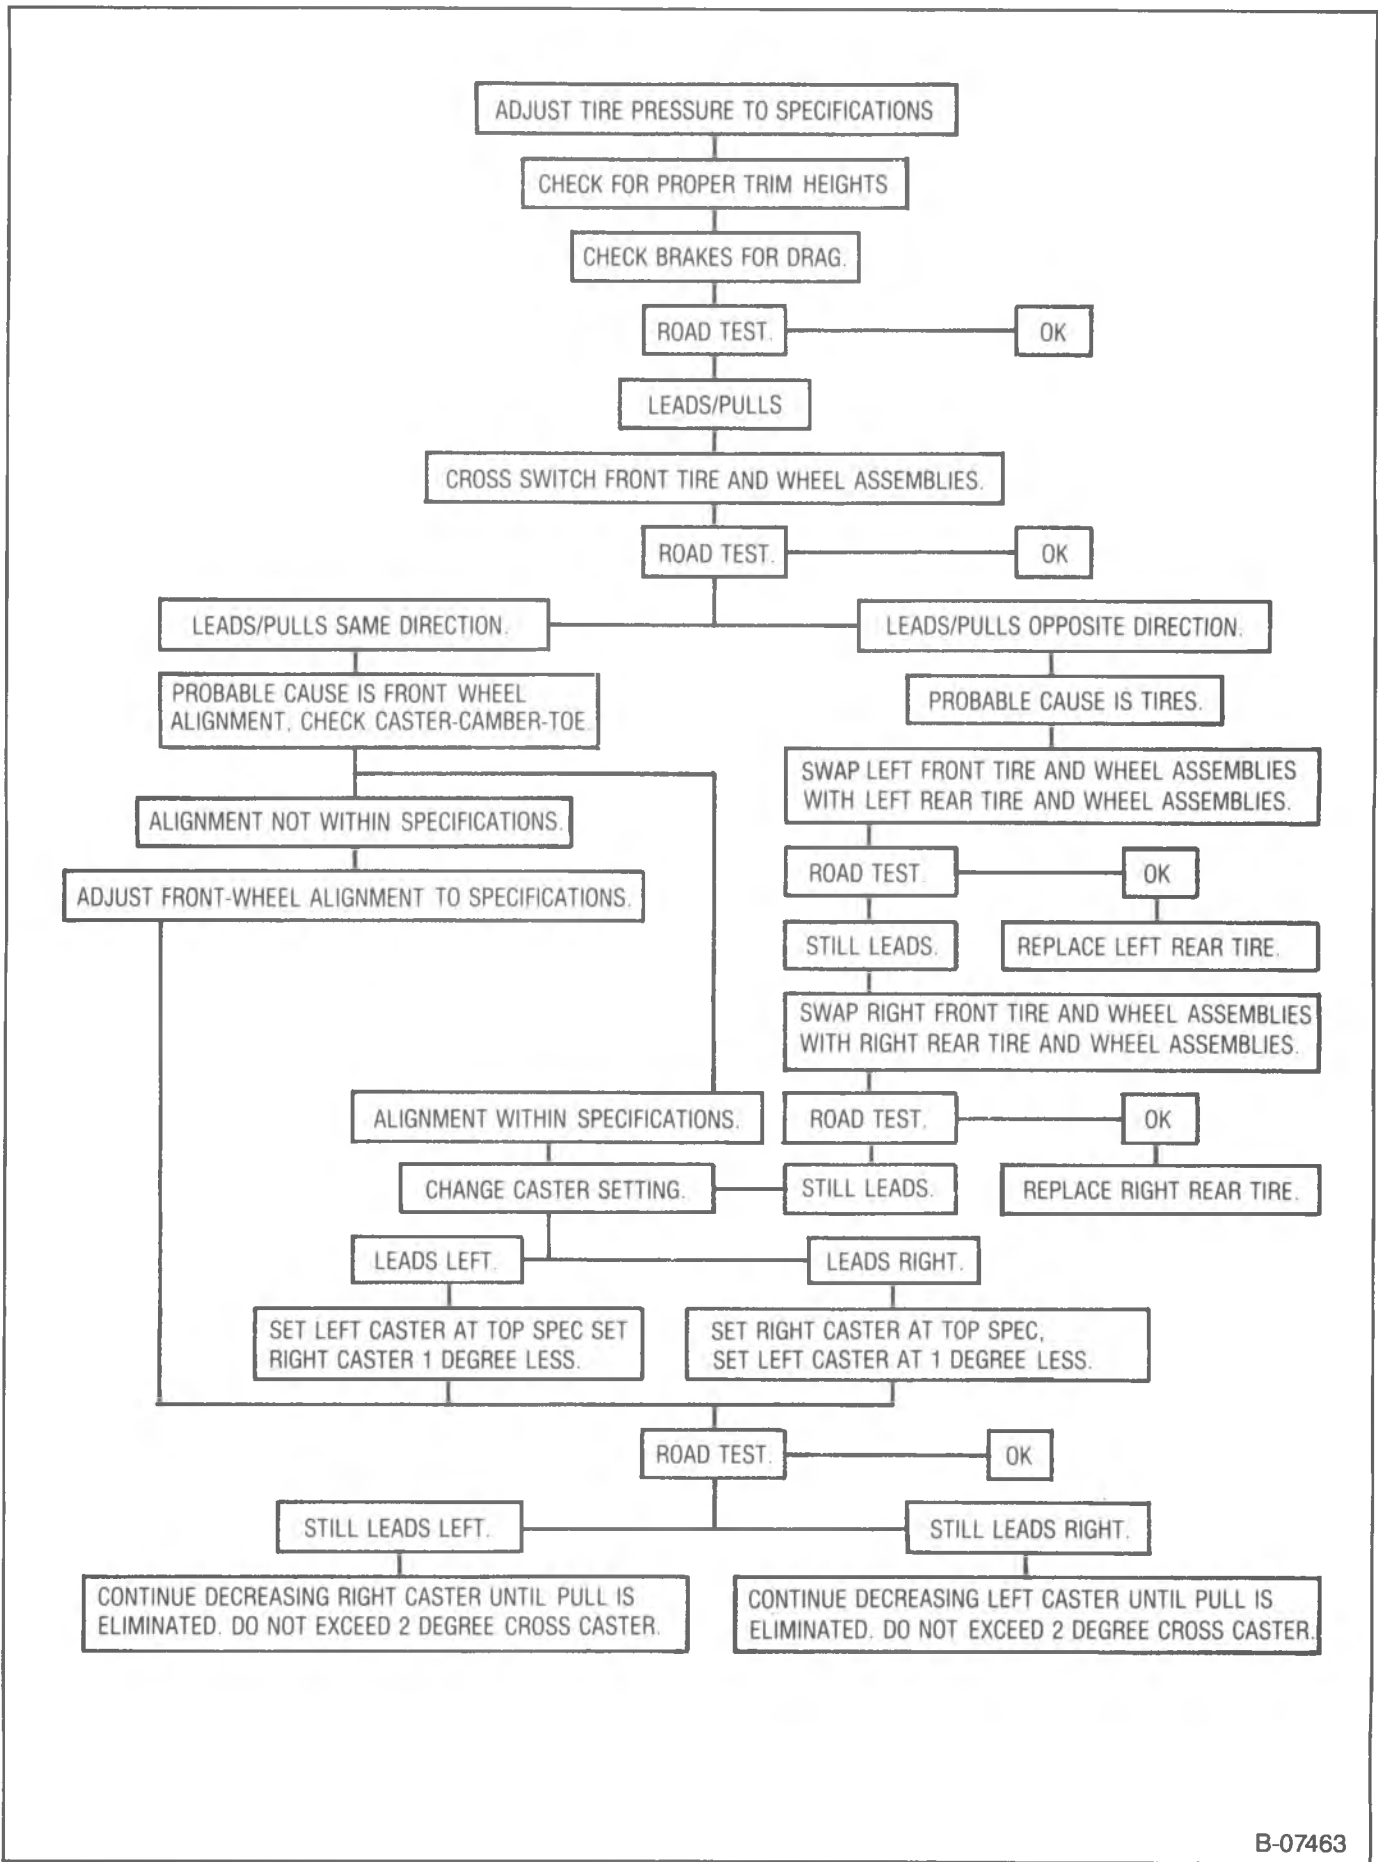 ADJUST TIRE PRESSURE TO SPECIFICATIONS
CHECK FOR PROPER TRIM HEIGHTS
CHECK BRAKES FOR DRAG.
ROAD TEST.
OK
LEADS/PULLS
CROSS SWITCH FRONT TIRE AND WHEEL ASSEMBLIES.
ROAD TEST.
OK
LEADS/PULLS SAME DIRECTION.
LEADS/PULLS OPPOSITE DIRECTION.
PROBABLE CAUSE IS FRONT WHEEL
ALIGNMENT, CHECK CASTER-CAMBER-TOE.
PROBABLE CAUSE IS TIRES.
SWAP LEFT FRONT TIRE AND WHEEL ASSEMBLIES
WITH LEFT REAR TIRE AND WHEEL ASSEMBLIES.
ALIGNMENT NOT WITHIN SPECIFICATIONS.
ADJUST FRONT-WHEEL ALIGNMENT TO SPECIFICATIONS.
ROAD TEST.
OK
STILL LEADS.
REPLACE LEFT REAR TIRE.
SWAP RIGHT FRONT TIRE AND WHEEL ASSEMBLIES
WITH RIGHT REAR TIRE AND WHEEL ASSEMBLIES.
ALIGNMENT WITHIN SPECIFICATIONS.
ROAD TEST.
OK
CHANGE CASTER SETTING.
STILL LEADS.
REPLACE RIGHT REAR TIRE.
LEADS LEFT.
LEADS RIGHT.
SET LEFT CASTER AT TOP SPEC SET
RIGHT CASTER 1 DEGREE LESS.
SET RIGHT CASTER AT TOP SPEC,
SET LEFT CASTER AT 1 DEGREE LESS.
ROAD TEST.
OK
STILL LEADS LEFT.
STILL LEADS RIGHT.
CONTINUE DECREASING RIGHT CASTER UNTIL PULL IS
ELIMINATED. DO NOT EXCEED 2 DEGREE CROSS CASTER.
CONTINUE DECREASING LEFT CASTER UNTIL PULL IS
ELIMINATED. DO NOT EXCEED 2 DEGREE CROSS CASTER.
B-07463